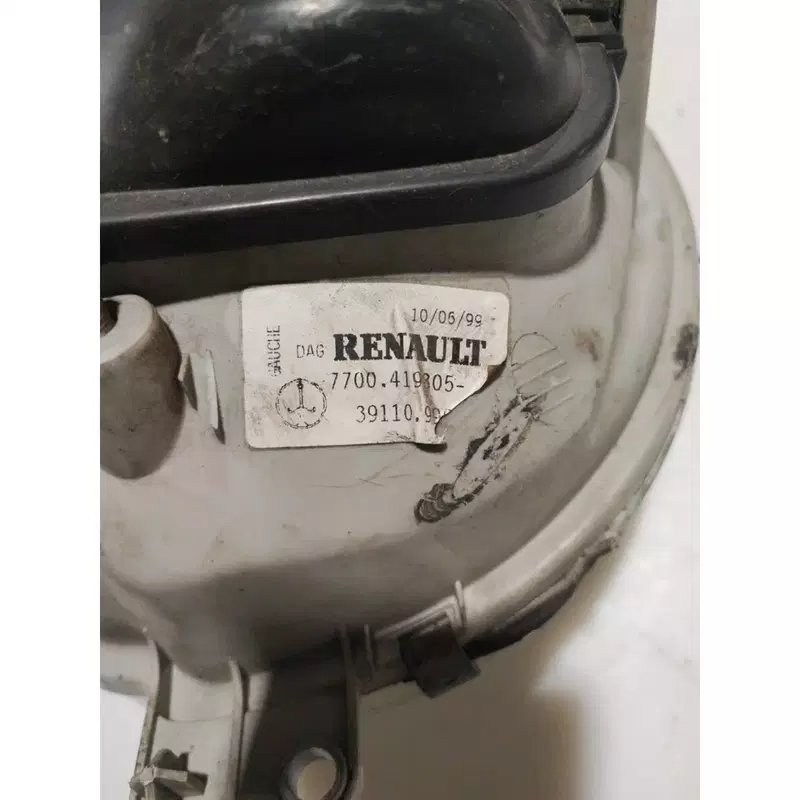 10/06/99
GAUCHE
DAG RENAULT
7700.419305-
39110.99